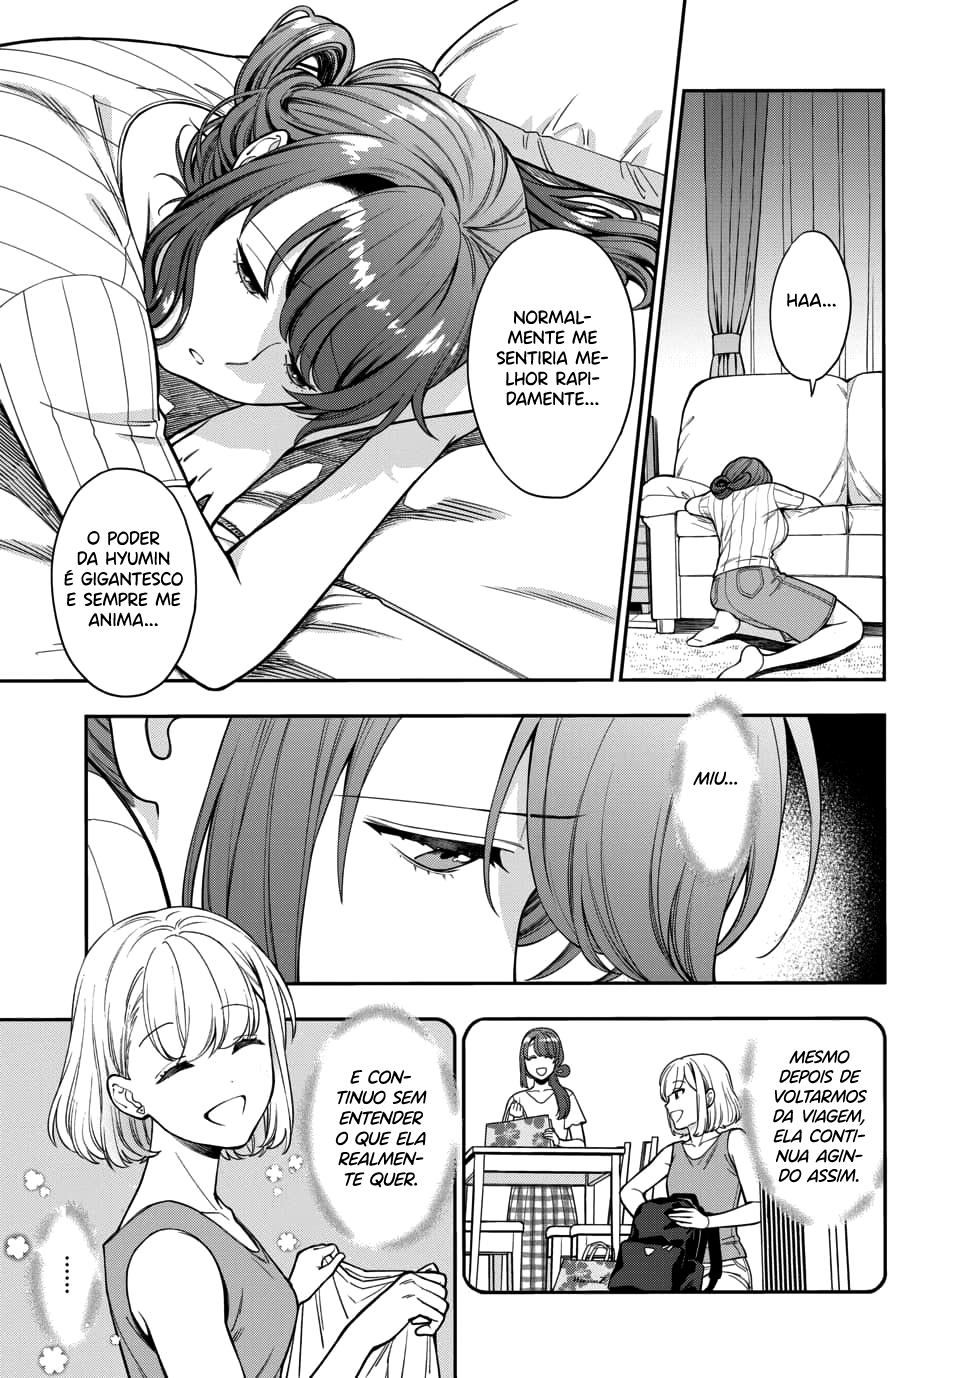 HAA...
NORMAL-
MENTE ME
SENTIRIA ME-
LHOR RAPI-
DAMENTE...
O PODER
DA HYUMIN
É GIGANTESCO
E SEMPRE ME
ANIMA...
MIU...
MESMO
DEPOIS DE
VOLTARMOS
DA VIAGEM,
ELA CONTI-
NUA AGIN-
DO ASSIM.
E CON-
TINUO SEM
ENTENDER
O QUE ELA
REALMEN-
TE QUER.
......